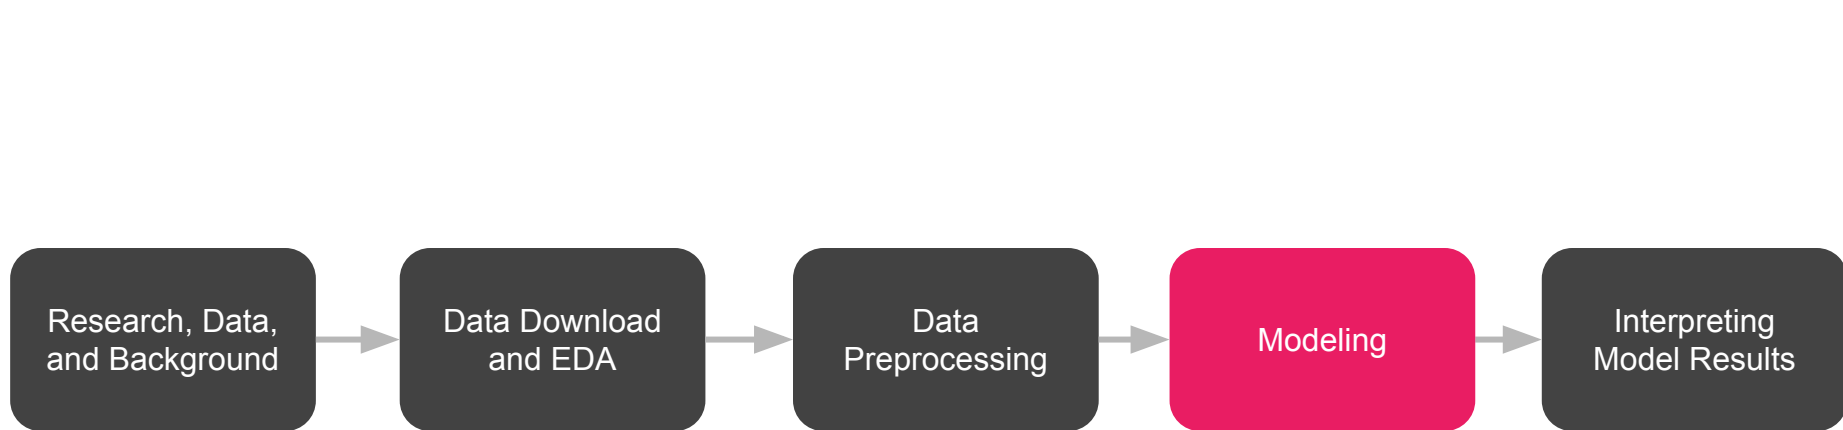 Research, Data,
and Background
Data Download
and EDA
Data
Preprocessing
Modeling
Interpreting
Model Results